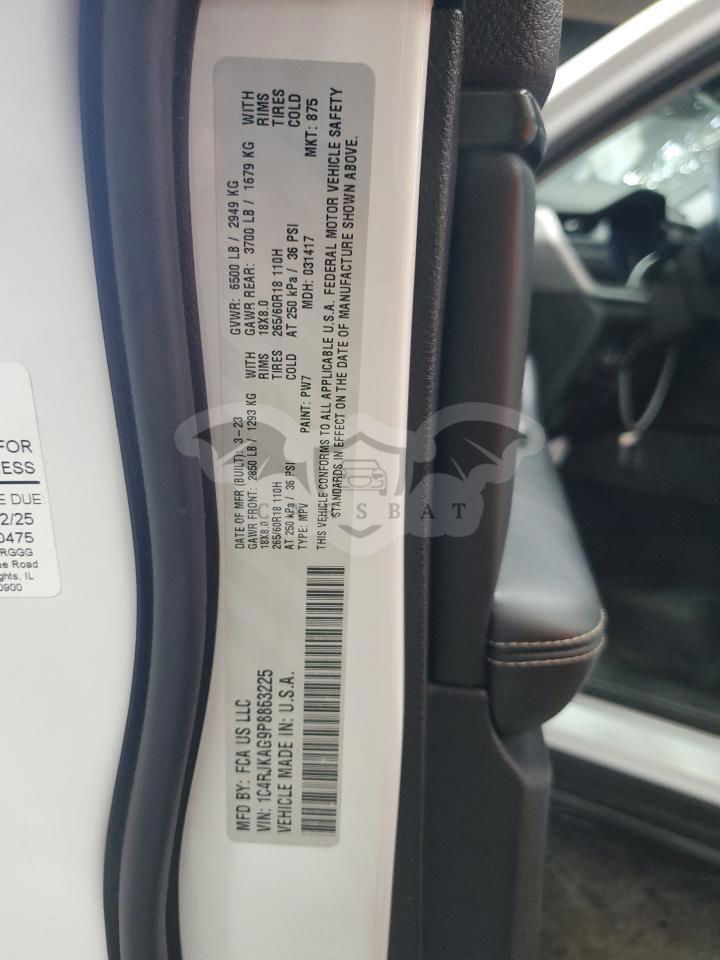 MFD BY: FCA US LLC
VIN: 1C4RJKAG9P8863225
VEHICLE MADE IN: U.S.A.
DATE OF MFR (BUILT): 3-23 GVWR: 6500 LB / 2949 KG
GAWR FRONT: 2850 LB / 1293 KG WITH GAWR REAR: 3700 LB / 1679 KG WITH
18X8.0 RIMS 18X8.0 RIMS
265/60R18 110H TIRES 265/60R18 110H TIRES
AT 250 kPa / 36 PSI COLD AT 250 kPa / 36 PSI COLD
TYPE: MPV PAINT: PW7 MDH: 031417 MKT: 875
THIS VEHICLE CONFORMS TO ALL APPLICABLE U.S.A. FEDERAL MOTOR VEHICLE SAFETY
STANDARDS IN EFFECT ON THE DATE OF MANUFACTURE SHOWN ABOVE.
FOR
ESS
E DUE:
2/25
0475
RGGG
ee Road
ghts, IL
0900